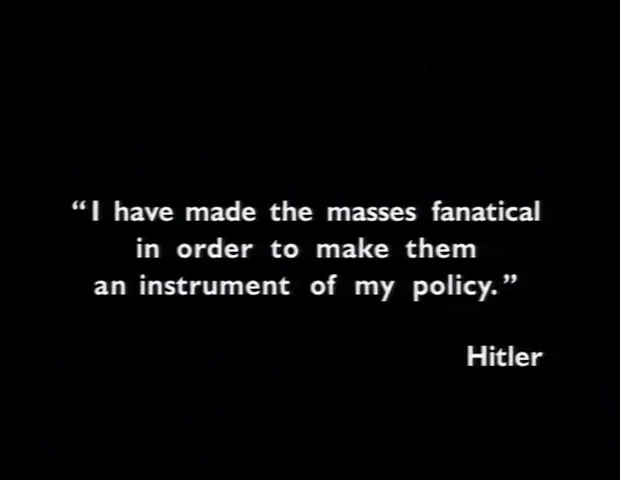 “I have made the masses fanatical
in order to make them
an instrument of my policy.”
Hitler